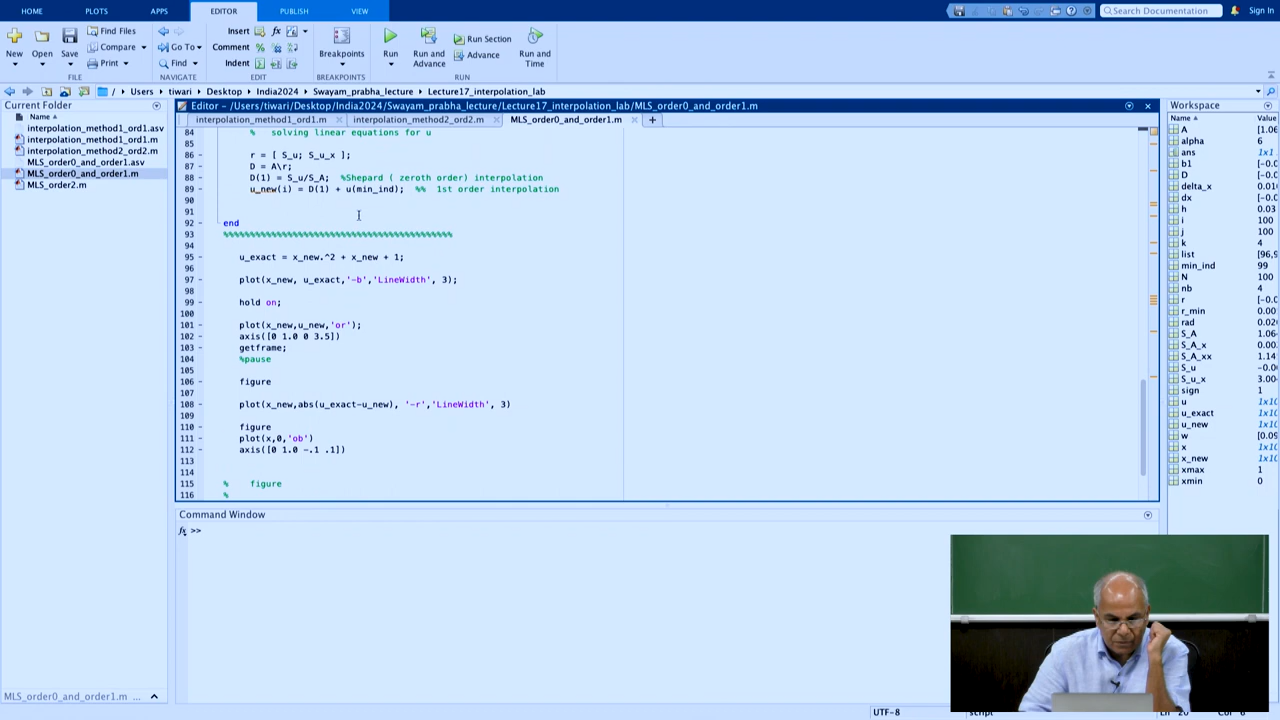 HOME PLOTS APPS EDITOR PUBLISH VIEW
Search Documentation Sign In
New Open Save Find Files Compare Print
Go To Find
Insert fx
Comment %
Indent
Breakpoints Run Run and Advance Run Section Advance Run and Time
FILE NAVIGATE EDIT BREAKPOINTS RUN
/ Users tiwari Desktop India2024 Swayam_prabha_lecture Lecture17_interpolation_lab
Current Folder
Name
interpolation_method1_ord1.asv
interpolation_method1_ord1.m
interpolation_method2_ord2.m
MLS_order0_and_order1.asv
MLS_order0_and_order1.m
MLS_order2.m
MLS_order0_and_order1.m ...
Editor - /Users/tiwari/Desktop/India2024/Swayam_prabha_lecture/Lecture17_interpolation_lab/MLS_order0_and_order1.m
interpolation_method1_ord1.m interpolation_method2_ord2.m MLS_order0_and_order1.m
84 % solving linear equations for u
85
86 - r = [ S_u; S_u_x ];
87 - D = A\r;
88 - D(1) = S_u/S_A; %Shepard ( zeroth order) interpolation
89 - u_new(i) = D(1) + u(min_ind); %% 1st order interpolation
90
91
92 - end
93 %%%%%%%%%%%%%%%%%%%%%%%%%%%%%%%%%%%%%%%%%
94
95 - u_exact = x_new.^2 + x_new + 1;
96
97 - plot(x_new, u_exact,'-b','LineWidth', 3);
98
99 - hold on;
100
101 - plot(x_new,u_new,'or');
102 - axis([0 1.0 0 3.5])
103 - getframe;
104 %pause
105
106 - figure
107
108 - plot(x_new,abs(u_exact-u_new), '-r','LineWidth', 3)
109
110 - figure
111 - plot(x,0,'ob')
112 - axis([0 1.0 -.1 .1])
113
114
115 % figure
116 %
Command Window
fx >>
Workspace
Name Value
A [1.06
alpha 6
ans 1x1
b1 [-0.0
D [-0.0
delta_x 0.010
dx [-0.0
h 0.03
i 100
j 100
k 4
list [96,9
min_ind 99
N 100
nb 4
r [-0.0
r_min 0.00
rad 0.02
S_A 1.06
S_A_x 0.00
S_A_xx 1.14
S_u -0.0
S_u_x 3.00
sign 1
u 1x10
u_exact 1x10
u_new 1x10
w [0.09
x 1x10
x_new 1x10
xmax 1
xmin 0
UTF-8 script